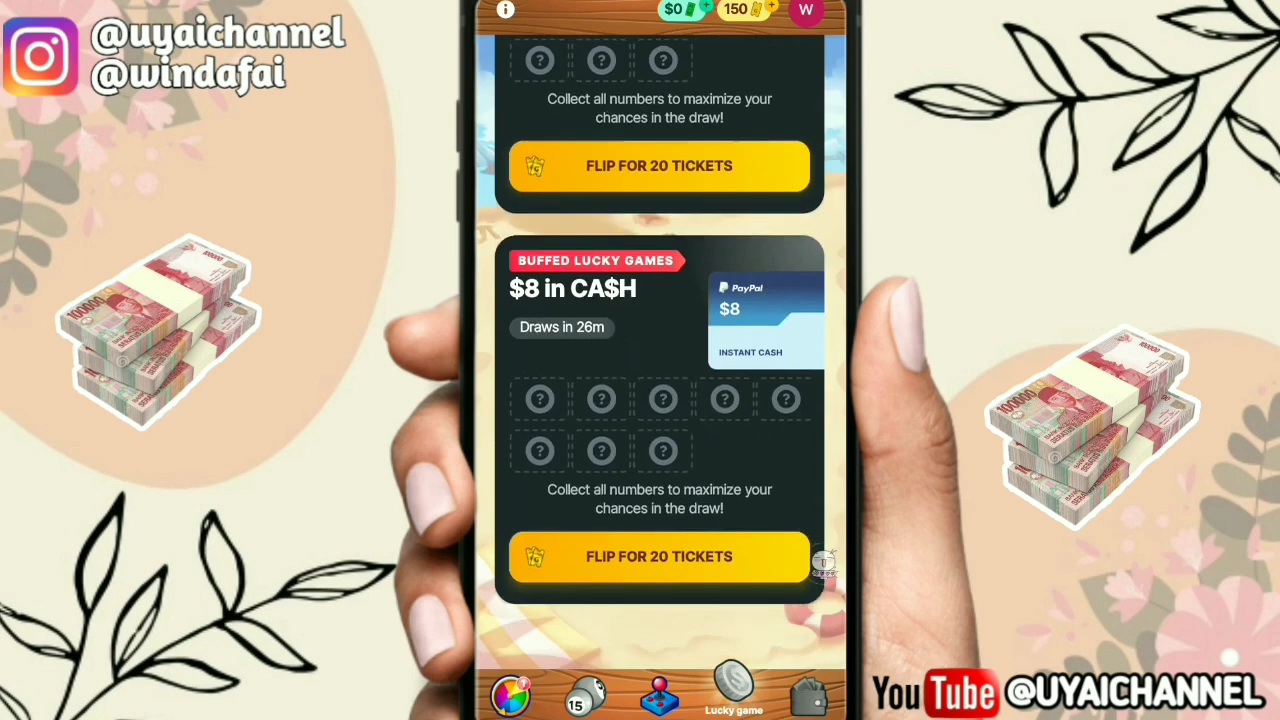 @uyaichannel
@windafai
$0
150
W
Collect all numbers to maximize your
chances in the draw!
FLIP FOR 20 TICKETS
BUFFED LUCKY GAMES
$8 in CA$H
Draws in 26m
PayPal
$8
INSTANT CASH
? ? ? ? ?
? ? ?
Collect all numbers to maximize your
chances in the draw!
FLIP FOR 20 TICKETS
15
Lucky game
100000
100000
YouTube @UYAICHANNEL